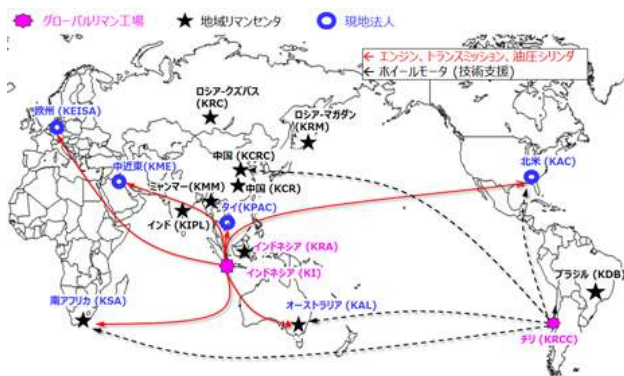 グローバルリマン工場
地域リマンセンタ
現地法人
エンジン、トランスミッション、油圧シリンダ
ホイールモータ (技術支援)
ロシア・クズバス
(KRC)
ロシア・マガダン
(KRM)
欧州 (KEISA)
中国 (KCRC)
北米 (KAC)
中近東(KME)
ミャンマー(KMM)
中国 (KCR)
タイ(KPAC)
インド (KIPL)
インドネシア (KRA)
インドネシア (KI)
ブラジル (KDB)
南アフリカ (KSA)
オーストラリア (KAL)
チリ (KRCC)